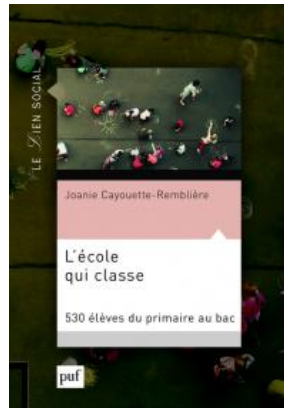 LE LIEN SOCIAL
Joanie Cayouette-Remblière
L'école
qui classe
530 élèves du primaire au bac
puf